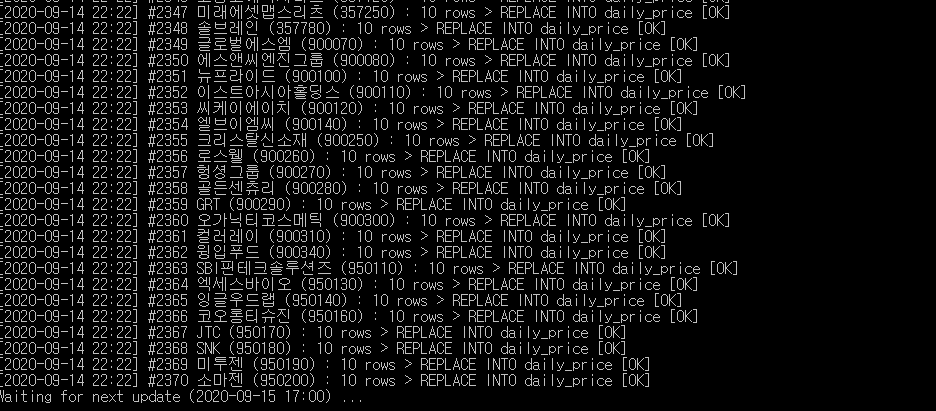 [2020-09-14 22:22] #2347 미래에셋벤처스리츠 (357250) : 10 rows > REPLACE INTO daily_price [OK]
[2020-09-14 22:22] #2348 솔브레인 (357780) : 10 rows > REPLACE INTO daily_price [OK]
[2020-09-14 22:22] #2349 글로벌에스엠 (900070) : 10 rows > REPLACE INTO daily_price [OK]
[2020-09-14 22:22] #2350 에스앤씨엔진그룹 (900080) : 10 rows > REPLACE INTO daily_price [OK]
[2020-09-14 22:22] #2351 뉴프라이드 (900100) : 10 rows > REPLACE INTO daily_price [OK]
[2020-09-14 22:22] #2352 이스트아시아홀딩스 (900110) : 10 rows > REPLACE INTO daily_price [OK]
[2020-09-14 22:22] #2353 씨케이에이치 (900120) : 10 rows > REPLACE INTO daily_price [OK]
[2020-09-14 22:22] #2354 엘브이엠씨 (900140) : 10 rows > REPLACE INTO daily_price [OK]
[2020-09-14 22:22] #2355 크리스탈신소재 (900250) : 10 rows > REPLACE INTO daily_price [OK]
[2020-09-14 22:22] #2356 로스웰 (900260) : 10 rows > REPLACE INTO daily_price [OK]
[2020-09-14 22:22] #2357 헝셩그룹 (900270) : 10 rows > REPLACE INTO daily_price [OK]
[2020-09-14 22:22] #2358 골든센츄리 (900280) : 10 rows > REPLACE INTO daily_price [OK]
[2020-09-14 22:22] #2359 GRT (900290) : 10 rows > REPLACE INTO daily_price [OK]
[2020-09-14 22:22] #2360 오가닉티코스메틱 (900300) : 10 rows > REPLACE INTO daily_price [OK]
[2020-09-14 22:22] #2361 컬러레이 (900310) : 10 rows > REPLACE INTO daily_price [OK]
[2020-09-14 22:22] #2362 윙입푸드 (900340) : 10 rows > REPLACE INTO daily_price [OK]
[2020-09-14 22:22] #2363 SBI핀테크솔루션즈 (950110) : 10 rows > REPLACE INTO daily_price [OK]
[2020-09-14 22:22] #2364 엑세스바이오 (950130) : 10 rows > REPLACE INTO daily_price [OK]
[2020-09-14 22:22] #2365 잉글우드랩 (950140) : 10 rows > REPLACE INTO daily_price [OK]
[2020-09-14 22:22] #2366 코오롱티슈진 (950160) : 10 rows > REPLACE INTO daily_price [OK]
[2020-09-14 22:22] #2367 JTC (950170) : 10 rows > REPLACE INTO daily_price [OK]
[2020-09-14 22:22] #2368 SNK (950180) : 10 rows > REPLACE INTO daily_price [OK]
[2020-09-14 22:22] #2369 미투젠 (950190) : 10 rows > REPLACE INTO daily_price [OK]
[2020-09-14 22:22] #2370 소마젠 (950200) : 10 rows > REPLACE INTO daily_price [OK]
Waiting for next update (2020-09-15 17:00) ...